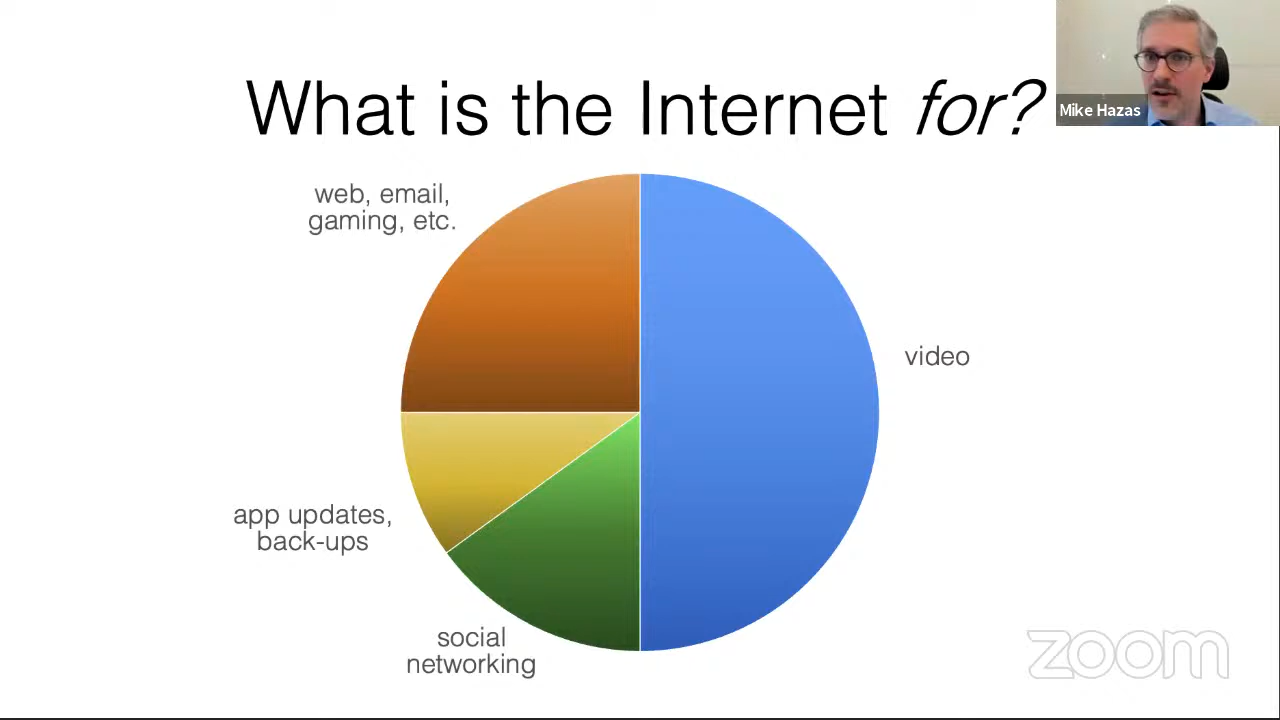 What is the Internet for?
Mike Hazas
web, email,
gaming, etc.
video
app updates,
back-ups
social
networking
zoom